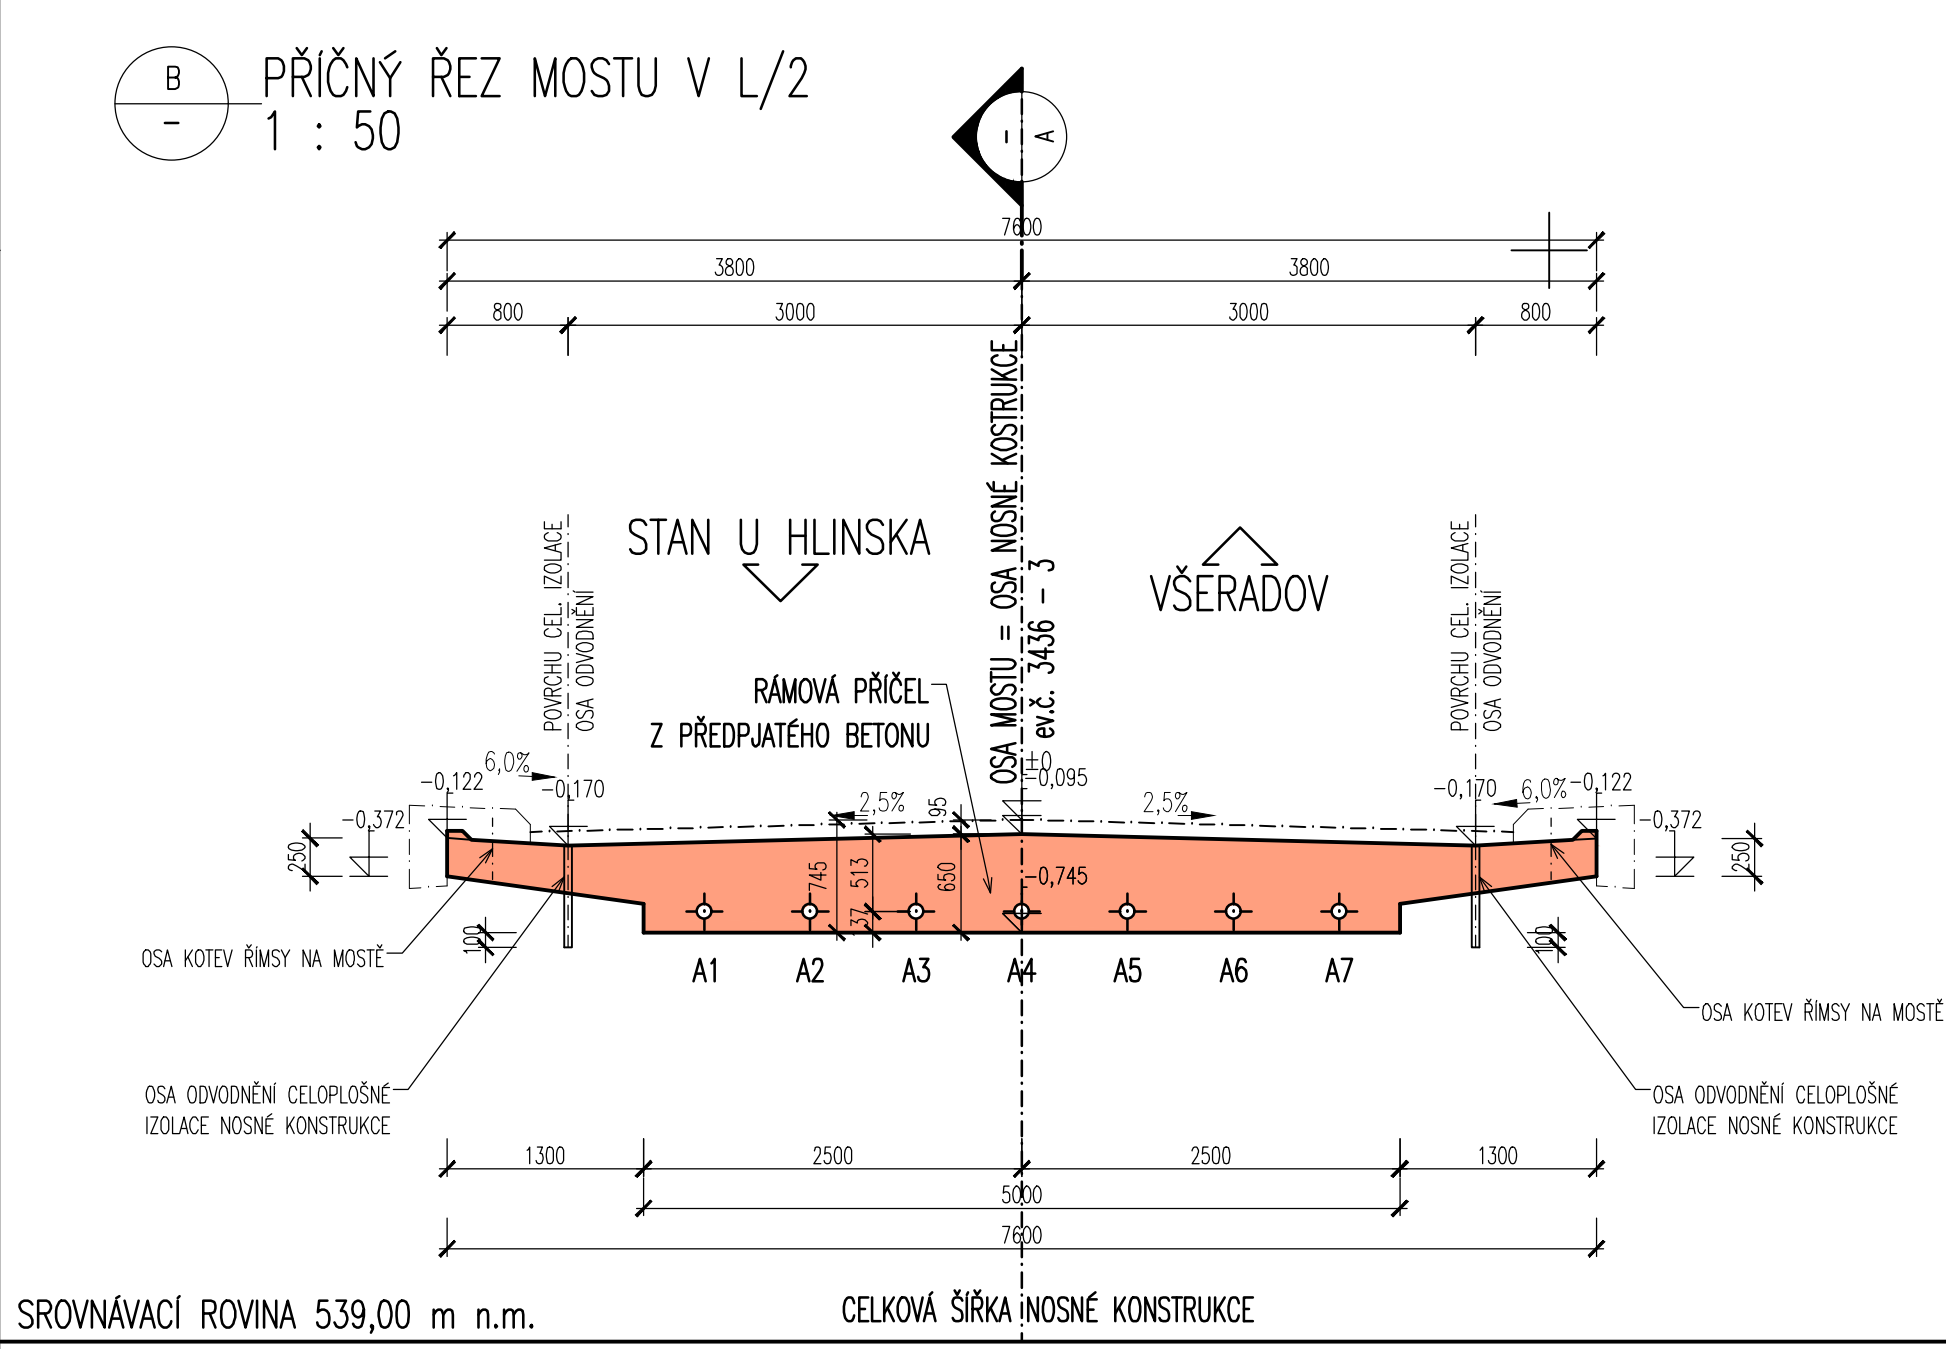 B
–
PŘÍČNÝ ŘEZ MOSTU V L/2
1 : 50
–
A
7600
3800
3800
800
3000
3000
800
OSA MOSTU = OSA NOSNÉ KOSTRUKCE
ev.č. 3436 – 3
STAN U HLINSKA
VŠERADOV
POVRCHU CEL. IZOLACE
OSA ODVODNĚNÍ
POVRCHU CEL. IZOLACE
OSA ODVODNĚNÍ
RÁMOVÁ PŘÍČEL
Z PŘEDPJATÉHO BETONU
±0
-0,095
6,0%
-0,122
-0,170
-0,372
2,5%
95
2,5%
-0,170
6,0%
-0,122
-0,372
250
745
513
650
-0,745
250
137
100
100
A1
A2
A3
A4
A5
A6
A7
OSA KOTEV ŘÍMSY NA MOSTĚ
OSA KOTEV ŘÍMSY NA MOSTĚ
OSA ODVODNĚNÍ CELOPLOŠNÉ
IZOLACE NOSNÉ KONSTRUKCE
OSA ODVODNĚNÍ CELOPLOŠNÉ
IZOLACE NOSNÉ KONSTRUKCE
1300
2500
2500
1300
5000
7600
SROVNÁVACÍ ROVINA 539,00 m n.m.
CELKOVÁ ŠÍŘKA NOSNÉ KONSTRUKCE